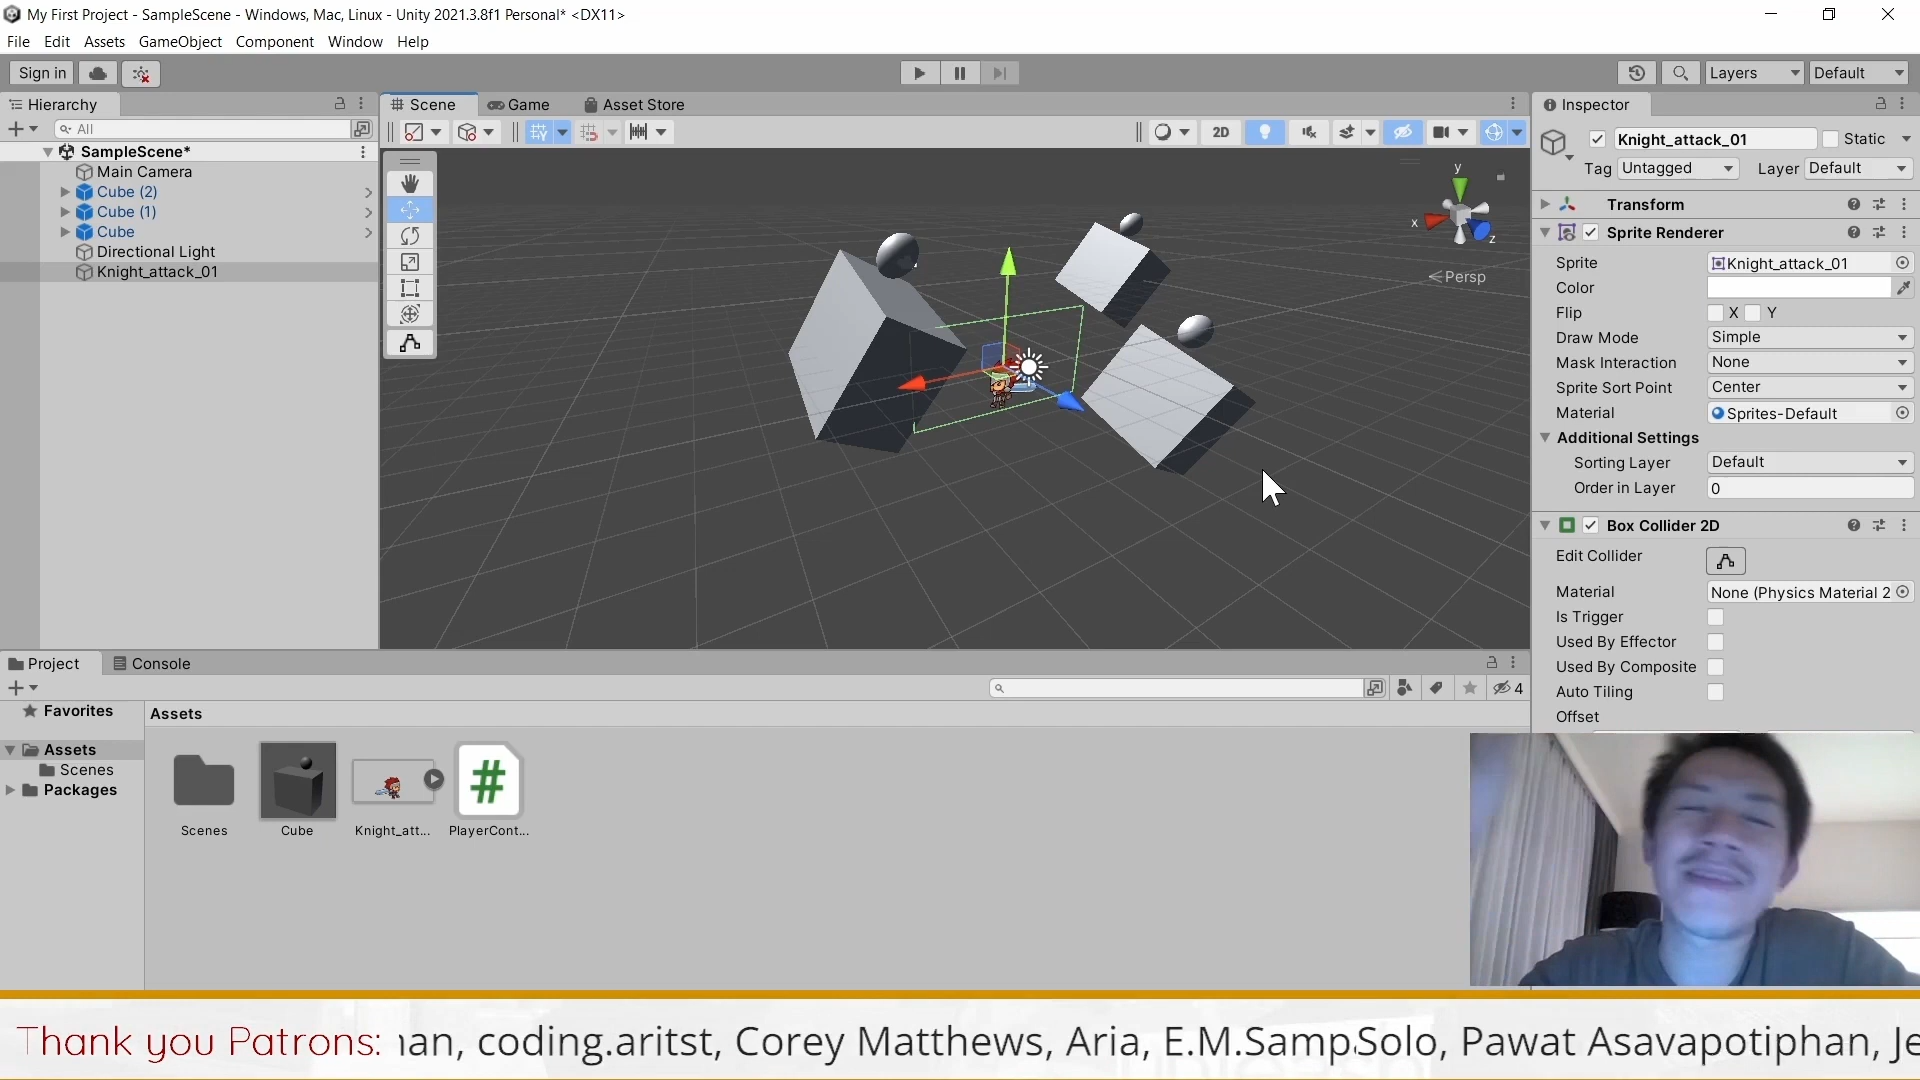 My First Project - SampleScene - Windows, Mac, Linux - Unity 2021.3.8f1 Personal* <DX11>
File Edit Assets GameObject Component Window Help
Sign in
Layers
Default
Hierarchy
All
SampleScene*
Main Camera
Cube (2)
Cube (1)
Cube
Directional Light
Knight_attack_01
Scene
Game
Asset Store
2D
y
x
z
Persp
Inspector
Knight_attack_01
Static
Tag Untagged
Layer Default
Transform
Sprite Renderer
Sprite Knight_attack_01
Color
Flip X Y
Draw Mode Simple
Mask Interaction None
Sprite Sort Point Center
Material Sprites-Default
Additional Settings
Sorting Layer Default
Order in Layer 0
Box Collider 2D
Edit Collider
Material None (Physics Material 2
Is Trigger
Used By Effector
Used By Composite
Auto Tiling
Offset
Project
Console
4
Favorites
Assets
Scenes
Packages
Assets
Scenes
Cube
Knight_att...
PlayerCont...
Thank you Patrons: nan, coding.aritst, Corey Matthews, Aria, E.M.SampSolo, Pawat Asavapotiphan, Je